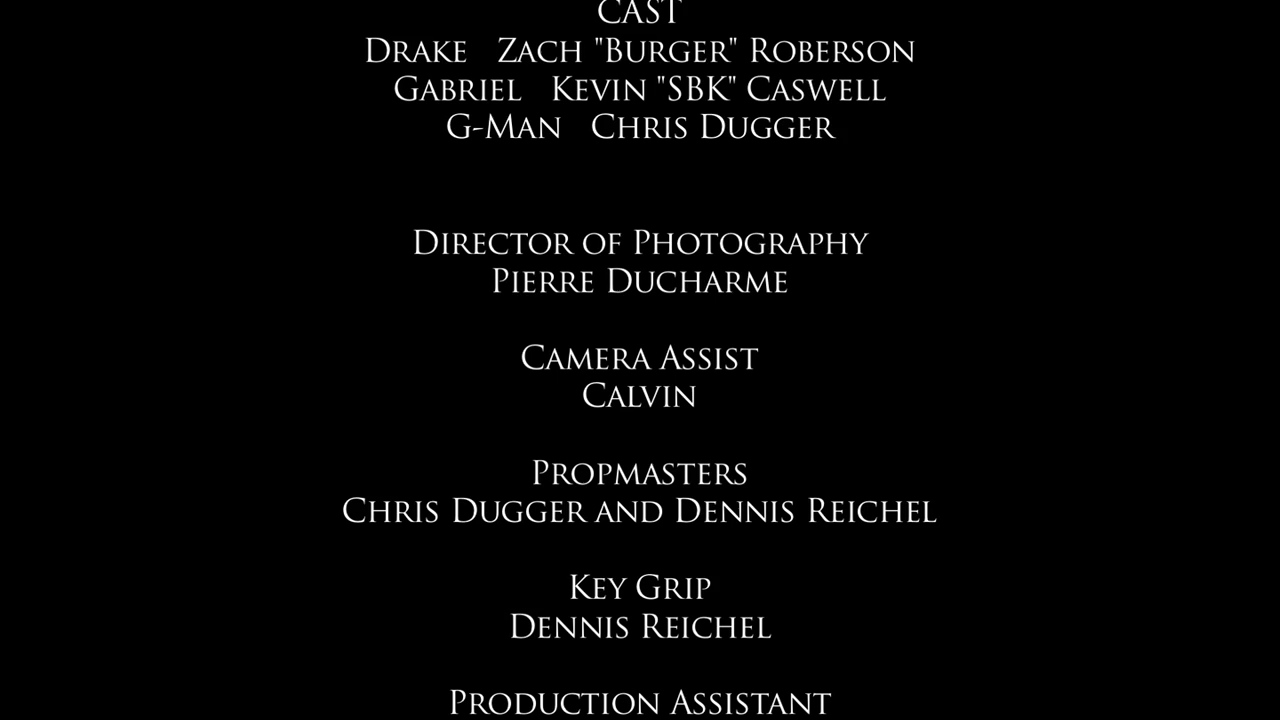 CAST
DRAKE ZACH "BURGER" ROBERSON
GABRIEL KEVIN "SBK" CASWELL
G-MAN CHRIS DUGGER
DIRECTOR OF PHOTOGRAPHY
PIERRE DUCHARME
CAMERA ASSIST
CALVIN
PROPMASTERS
CHRIS DUGGER AND DENNIS REICHEL
KEY GRIP
DENNIS REICHEL
PRODUCTION ASSISTANT